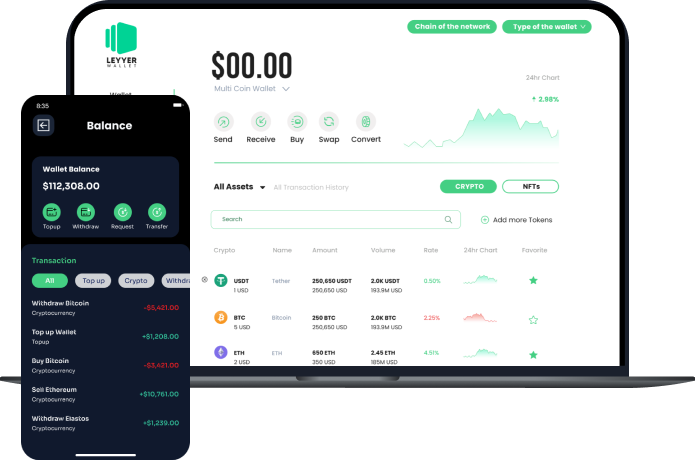 LEYYER
WALLET
Wallet
Chain of the network
Type of the wallet
$00.00
Multi Coin Wallet
24hr Chart
2.98%
Send
Receive
Buy
Swap
Convert
All Assets
All Transaction History
CRYPTO
NFTs
Search
Add more Tokens
Crypto Name Amount Volume Rate 24hr Chart Favorite
USDT Tether 250,650 USDT 2.0K USDT 0.50%
1 USD 250,650 USD 193.9M USD
BTC Bitcoin 250 BTC 2.0K BTC 2.25%
5 USD 250,650 USD 193.9M USD
ETH ETH 650 ETH 2.45 ETH 4.51%
2 USD 350 USD 185M USD
8:35
Balance
Wallet Balance
$112,308.00
Topup
Withdraw
Request
Transfer
Transaction
All
Top up
Crypto
Withdra
Withdraw Bitcoin
Cryptocurrency
-$5,421.00
Top up Wallet
Topup
+$1,208.00
Buy Bitcoin
Cryptocurrency
-$3,421.00
Sell Ethereum
Cryptocurrency
+$10,761.00
Withdraw Elastos
Cryptocurrency
+$1,239.00